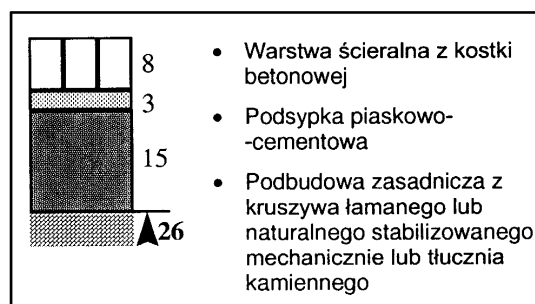 8
3
15
26
• Warstwa ścieralna z kostki
betonowej
• Podsypka piaskowo-
-cementowa
• Podbudowa zasadnicza z
kruszywa łamanego lub
naturalnego stabilizowanego
mechanicznie lub tłucznia
kamiennego